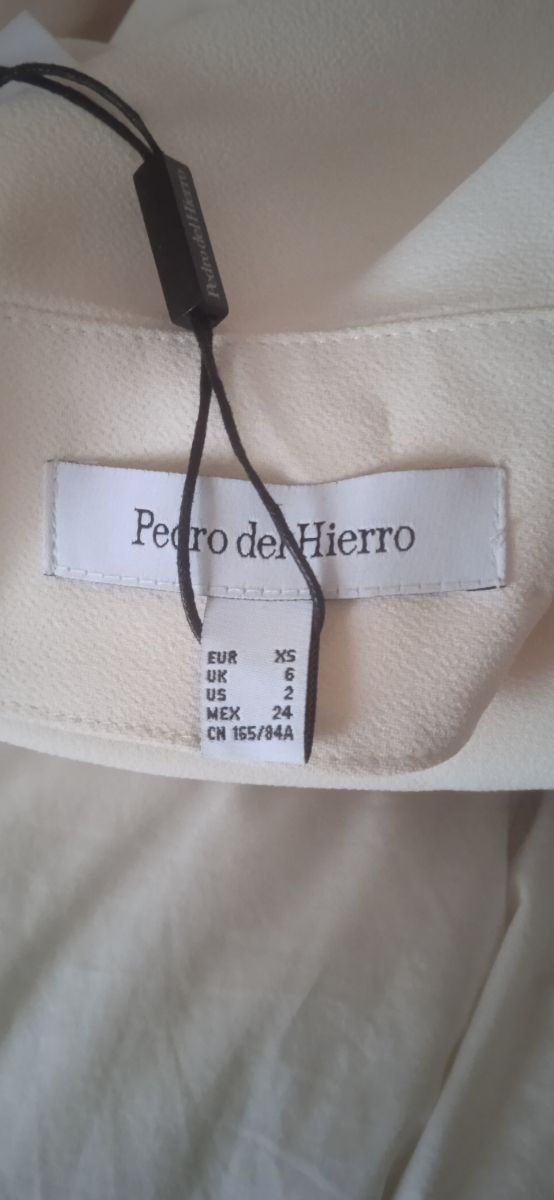 Pedro del Hierro
Pedro del Hierro
EUR XS
UK 6
US 2
MEX 24
CN 165/84A